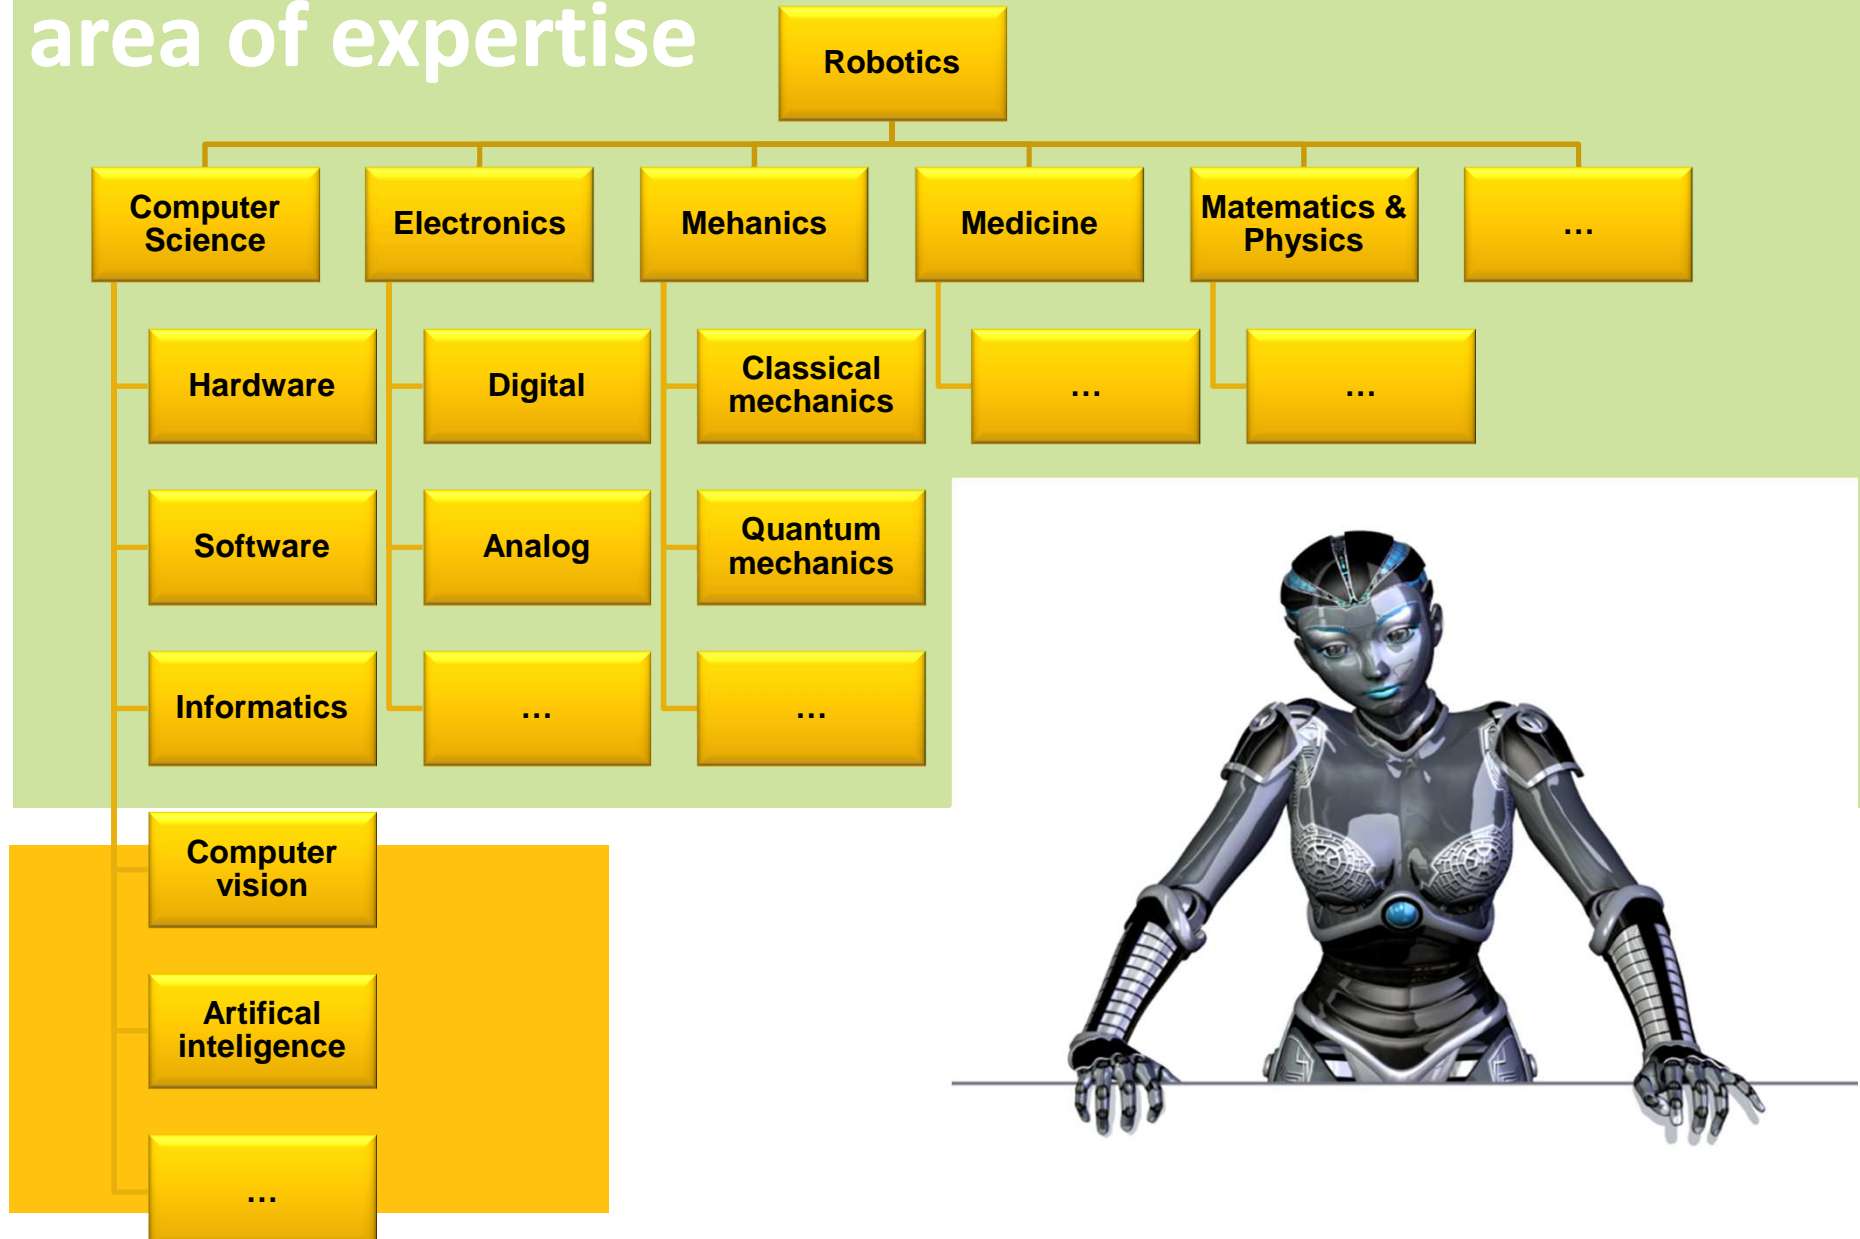 area of expertise
Robotics
Computer
Science
Electronics
Mehanics
Medicine
Matematics &
Physics
…
Hardware
Digital
Classical
mechanics
…
…
Software
Analog
Quantum
mechanics
Informatics
…
…
Computer
vision
Artifical
inteligence
…